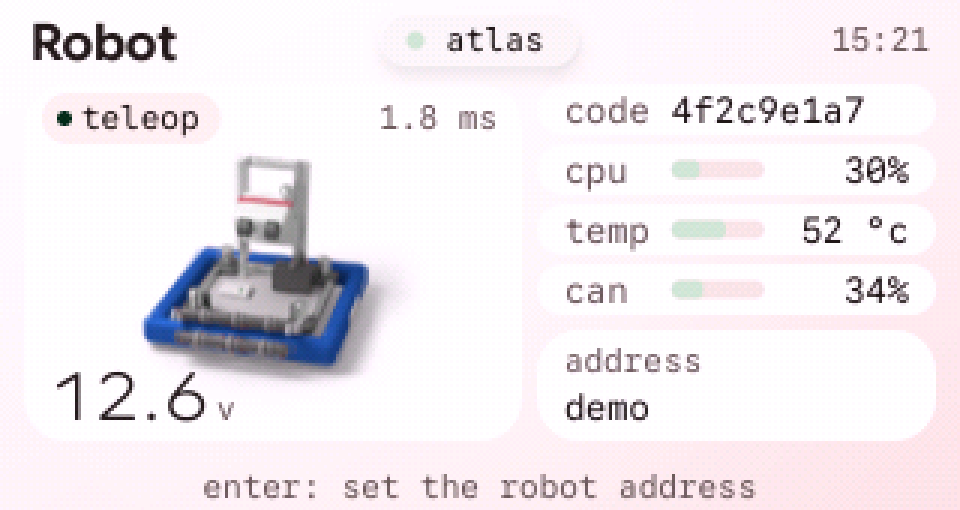 Robot
atlas
15:21
teleop
1.8 ms
12.6 v
code 4f2c9e1a7
cpu 30%
temp 52 °c
can 34%
address
demo
enter: set the robot address